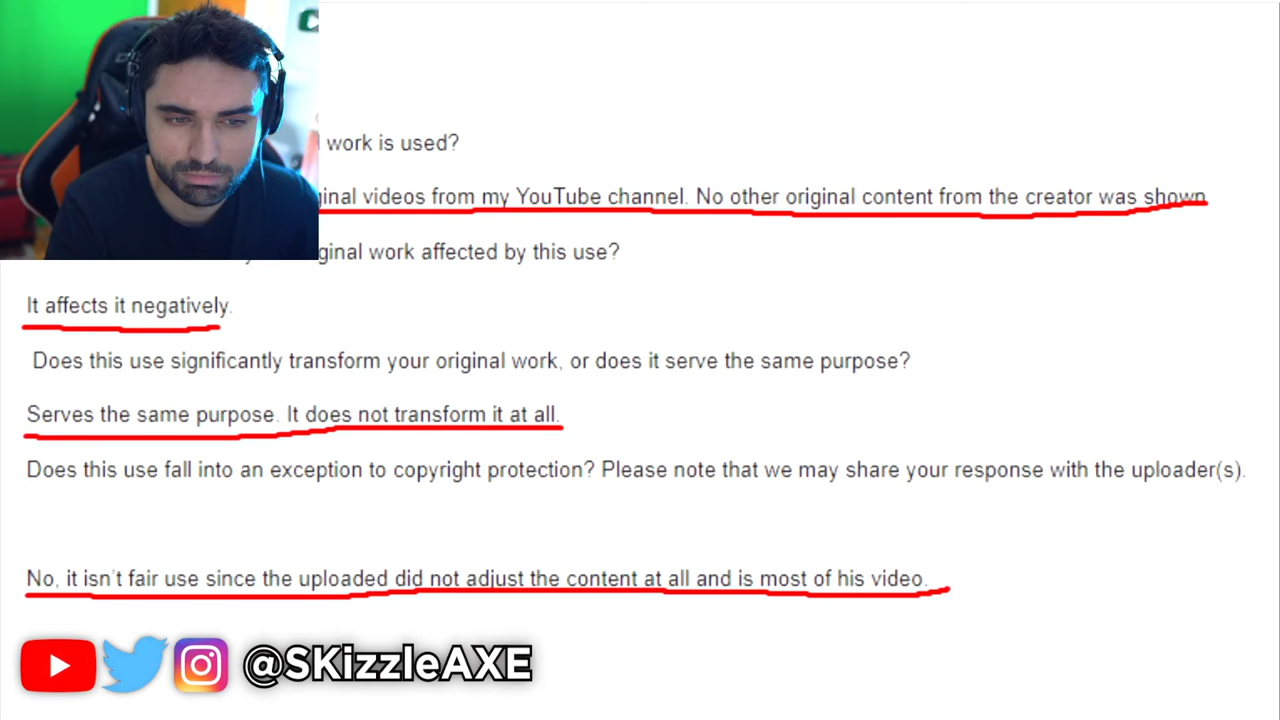 work is used?
ginal videos from my YouTube channel. No other original content from the creator was shown
ginal work affected by this use?
It affects it negatively.
Does this use significantly transform your original work, or does it serve the same purpose?
Serves the same purpose. It does not transform it at all.
Does this use fall into an exception to copyright protection? Please note that we may share your response with the uploader(s).
No, it isn't fair use since the uploaded did not adjust the content at all and is most of his video.
@SKizzleAXE